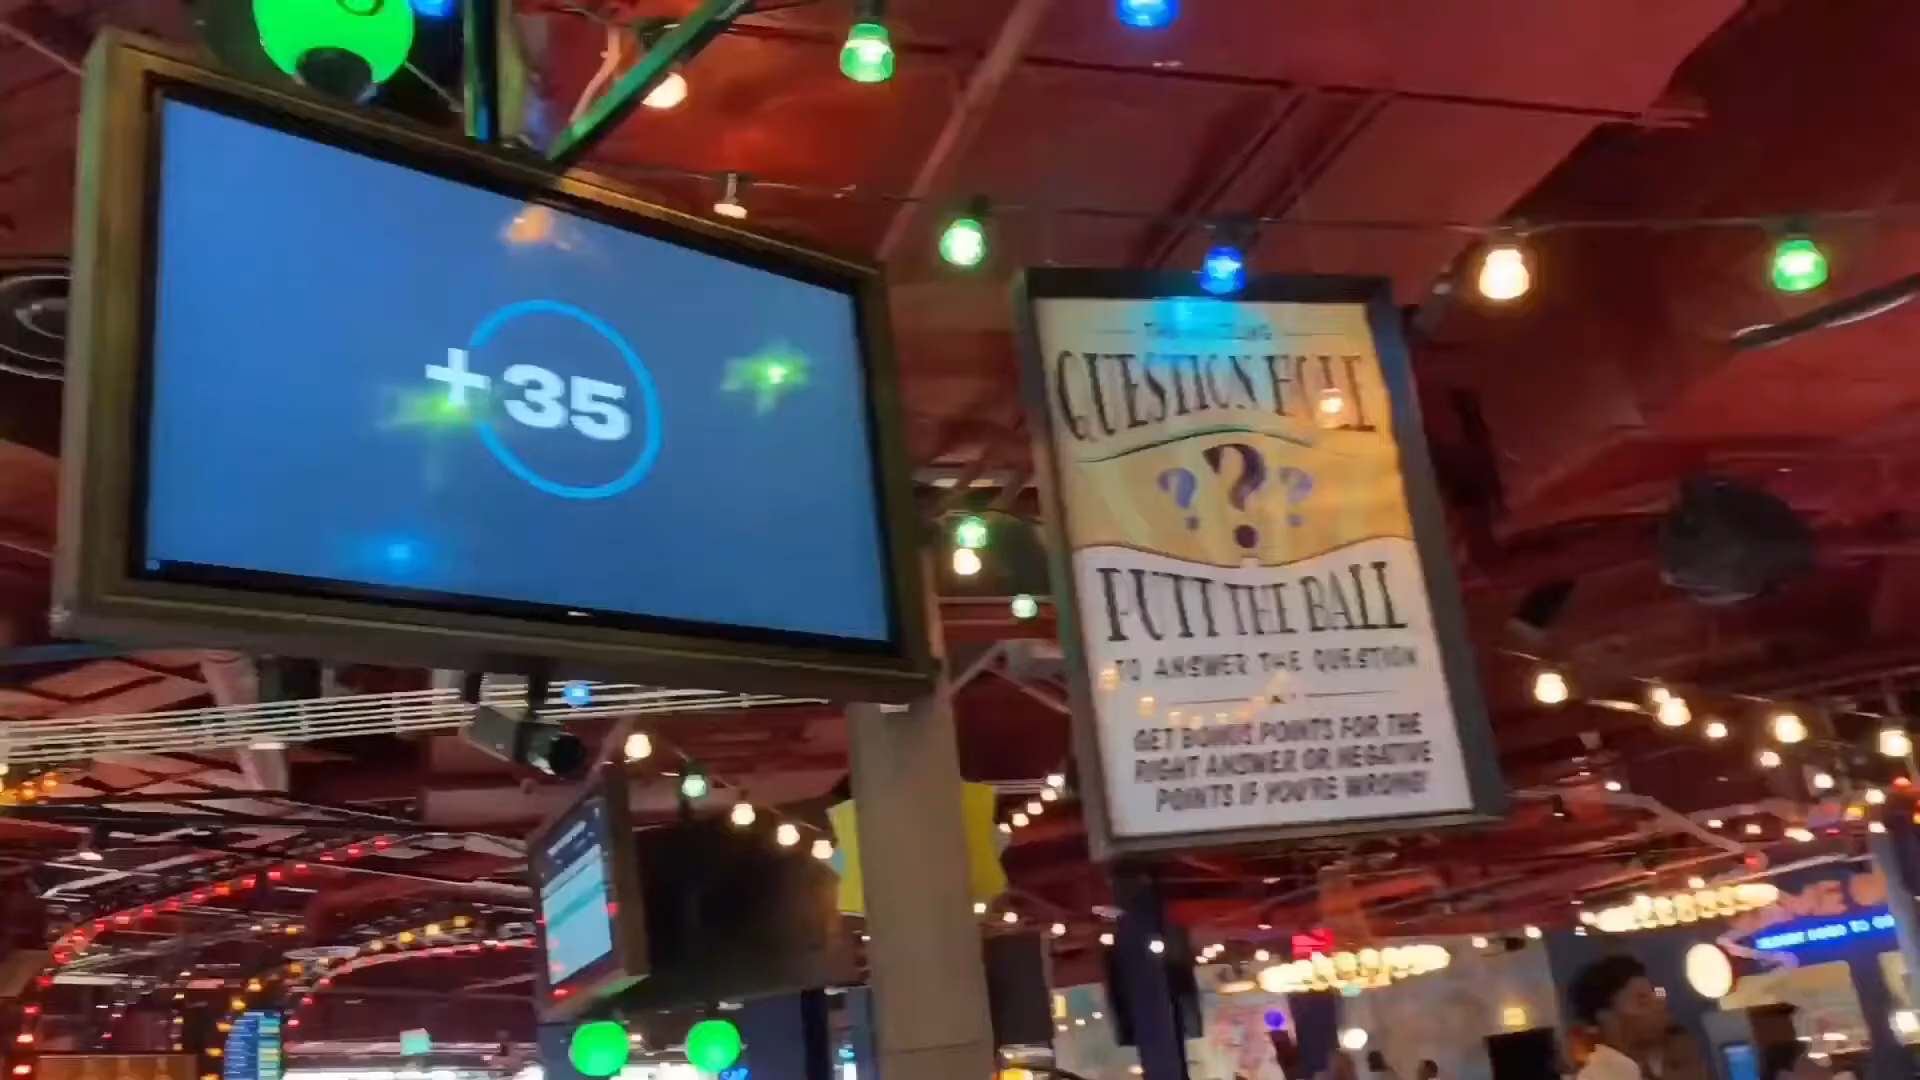 +35
QUESTION HOLE
? ? ?
PUTT THE BALL
TO ANSWER THE QUESTION
GET BONUS POINTS FOR THE
RIGHT ANSWER OR NEGATIVE
POINTS IF YOU'RE WRONG!